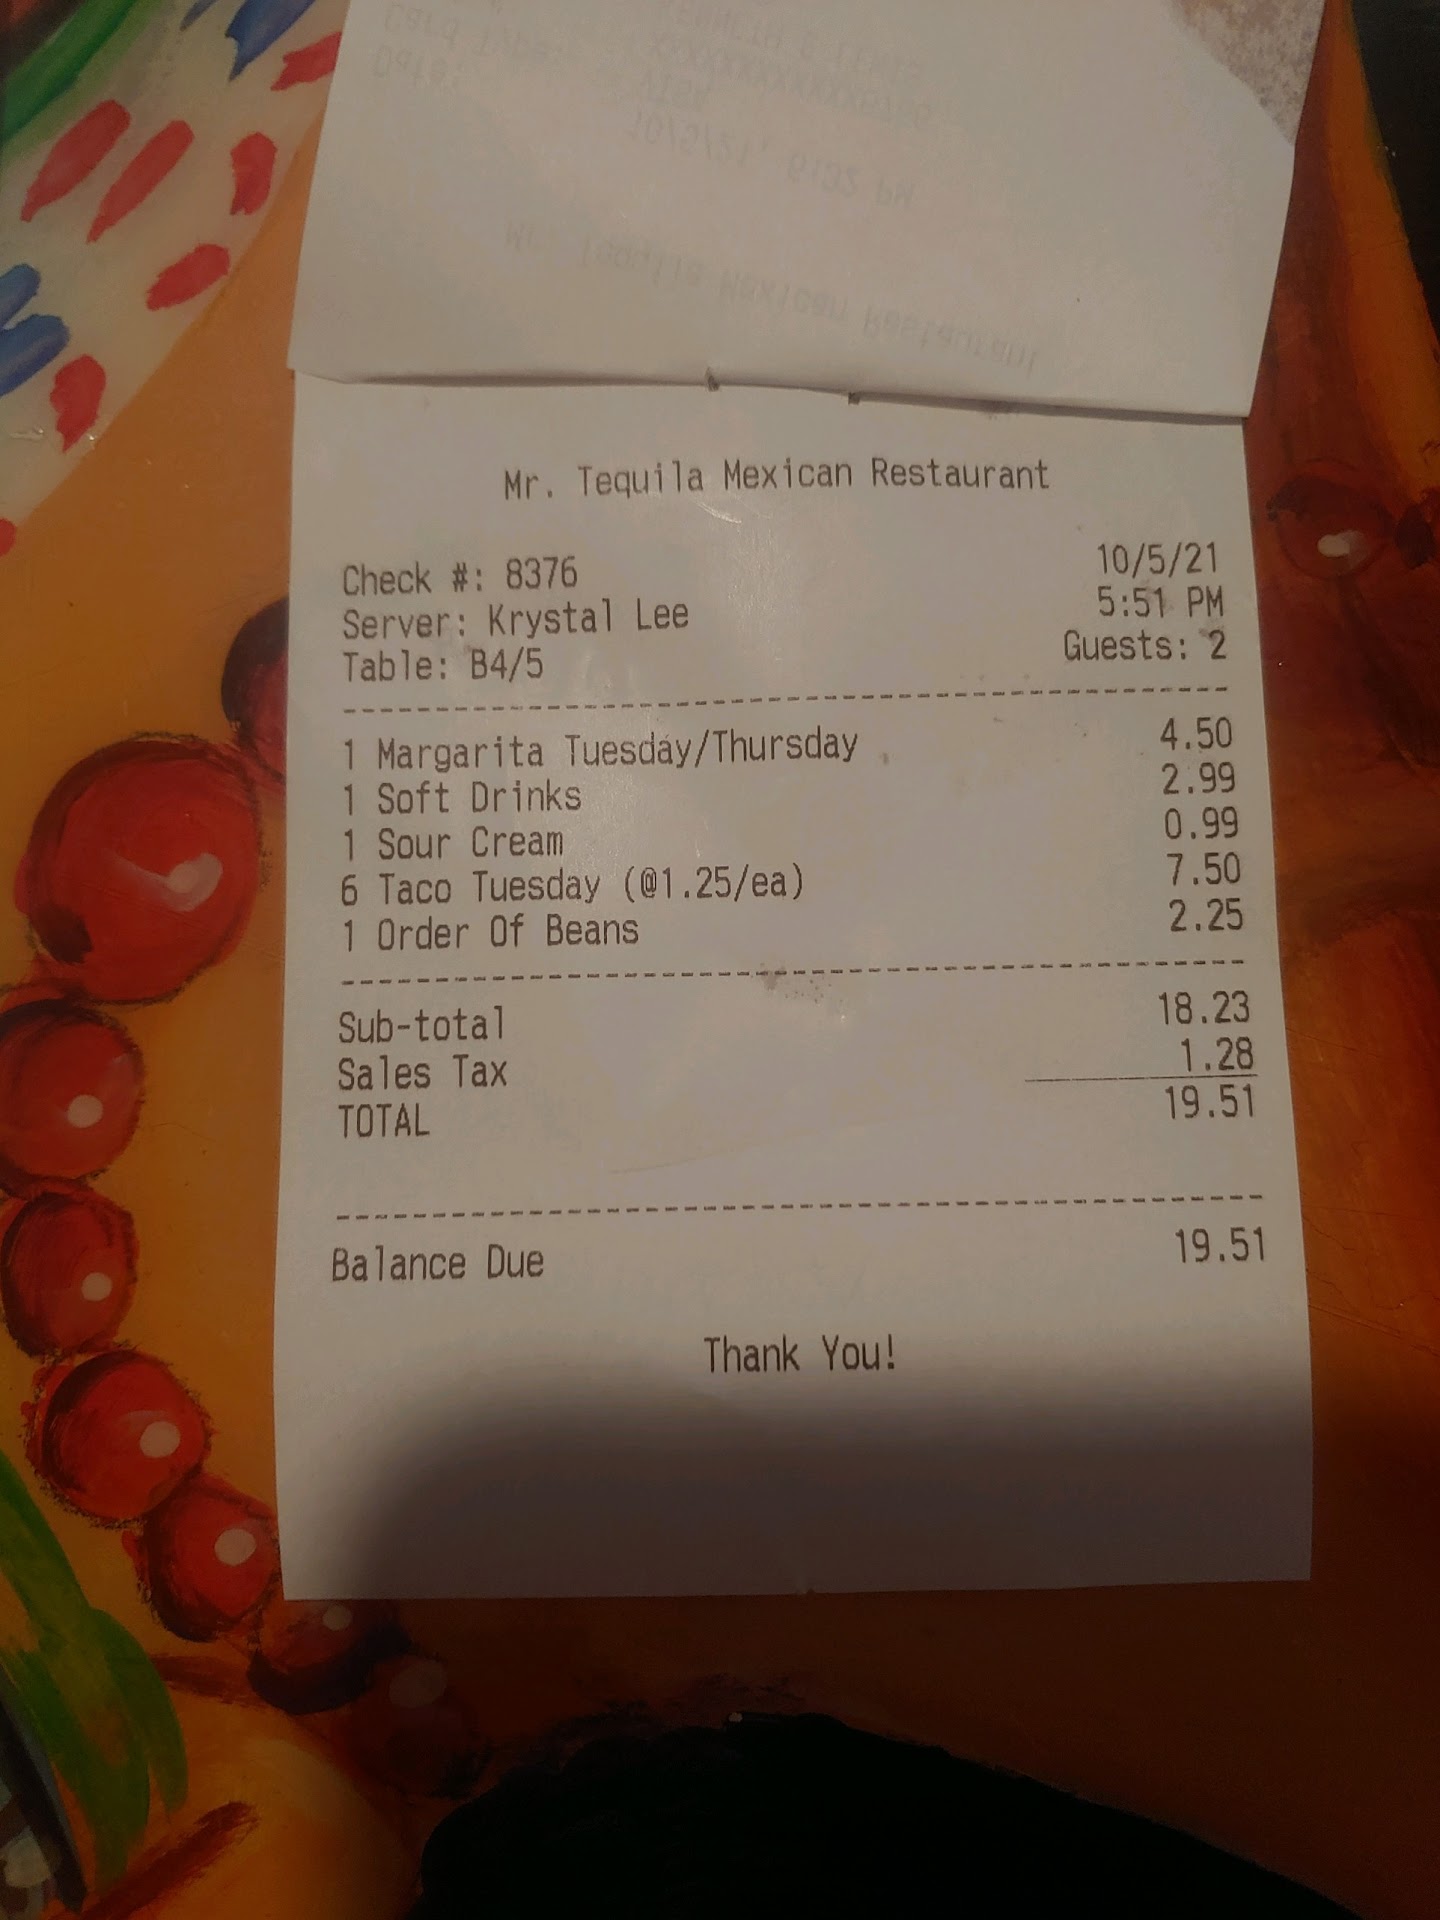 Mr. Tequila Mexican Restaurant
Check #: 8376 10/5/21
Server: Krystal Lee 5:51 PM
Table: B4/5 Guests: 2
1 Margarita Tuesday/Thursday 4.50
1 Soft Drinks 2.99
1 Sour Cream 0.99
6 Taco Tuesday (@1.25/ea) 7.50
1 Order Of Beans 2.25
Sub-total 18.23
Sales Tax 1.28
TOTAL 19.51
Balance Due 19.51
Thank You!